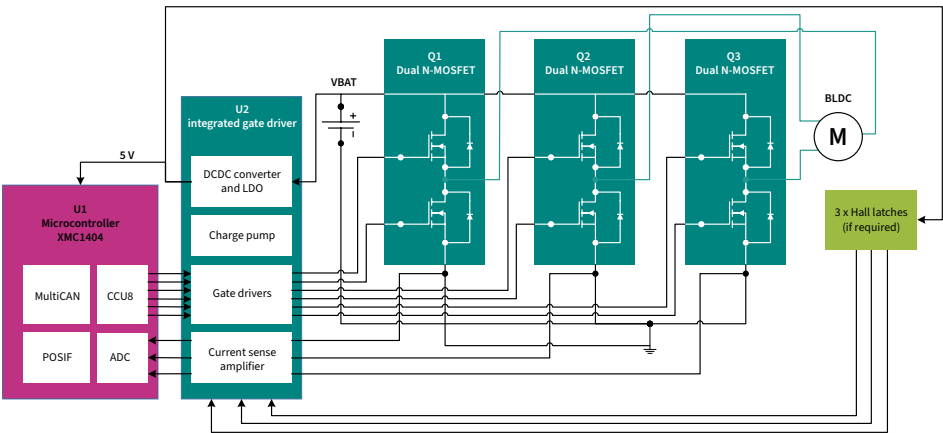 Q1
Dual N-MOSFET
Q2
Dual N-MOSFET
Q3
Dual N-MOSFET
VBAT
+
BLDC
M
U2
integrated gate driver
5 V
DCDC converter
and LDO
U1
Microcontroller
XMC1404
3 x Hall latches
(if required)
Charge pump
MultiCAN
CCU8
Gate drivers
POSIF
ADC
Current sense
amplifier